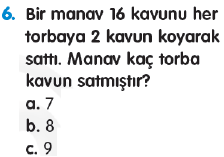 6. Bir manav 16 kavunu her
torbaya 2 kavun koyarak
sattı. Manav kaç torba
kavun satmıştır?
a. 7
b. 8
c. 9